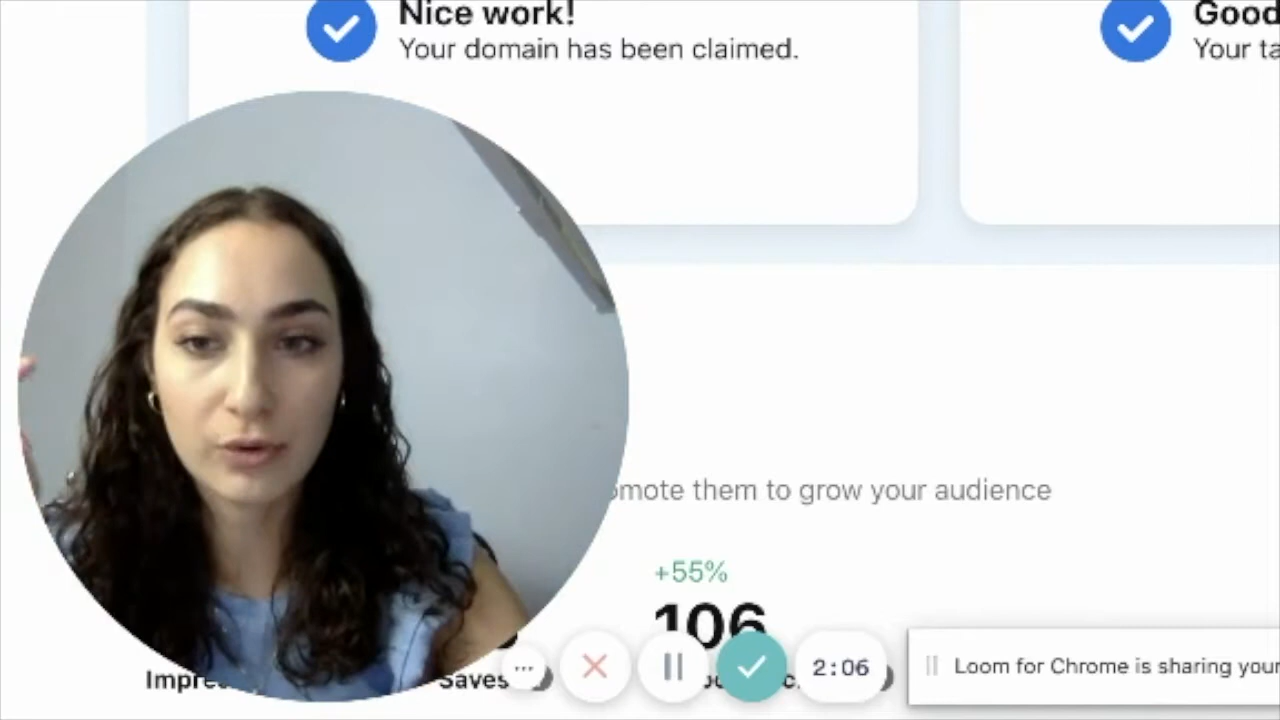 Nice work!
Your domain has been claimed.
Good
Your ta
omote them to grow your audience
+55%
106
Impre
Saves
2:06
Loom for Chrome is sharing your